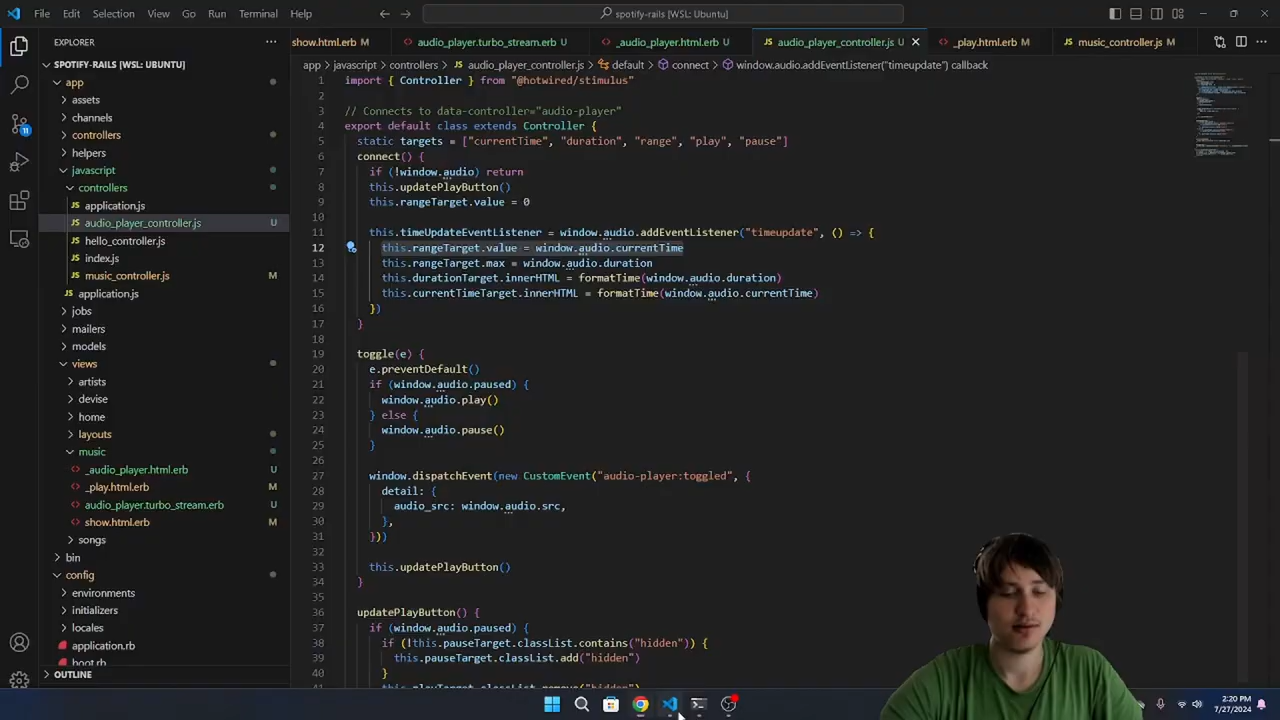 File Edit Selection View Go Run Terminal Help
spotify-rails [WSL: Ubuntu]
EXPLORER
show.html.erb M
audio_player.turbo_stream.erb U
_audio_player.html.erb U
audio_player_controller.js U
_play.html.erb M
music_controller.js M
SPOTIFY-RAILS [WSL: UBUNTU]
app > javascript > controllers > audio_player_controller.js > default > connect > window.audio.addEventListener("timeupdate") callback
app
assets
channels
controllers
helpers
javascript
controllers
application.js
audio_player_controller.js U
hello_controller.js
index.js
music_controller.js M
application.js
jobs
mailers
models
views
artists
devise
home
layouts
music
_audio_player.html.erb U
_play.html.erb M
audio_player.turbo_stream.erb U
show.html.erb M
songs
bin
config
environments
initializers
locales
application.rb
boot.rb
OUTLINE
11
1 import { Controller } from "@hotwired/stimulus"
2
3 // Connects to data-controller="audio-player"
4 export default class extends Controller {
5 static targets = ["currentTime", "duration", "range", "play", "pause"]
6 connect() {
7 if (!window.audio) return
8 this.updatePlayButton()
9 this.rangeTarget.value = 0
10
11 this.timeUpdateEventListener = window.audio.addEventListener("timeupdate", () => {
12 this.rangeTarget.value = window.audio.currentTime
13 this.rangeTarget.max = window.audio.duration
14 this.durationTarget.innerHTML = formatTime(window.audio.duration)
15 this.currentTimeTarget.innerHTML = formatTime(window.audio.currentTime)
16 })
17 }
18
19 toggle(e) {
20 e.preventDefault()
21 if (window.audio.paused) {
22 window.audio.play()
23 } else {
24 window.audio.pause()
25 }
26
27 window.dispatchEvent(new CustomEvent("audio-player:toggled", {
28 detail: {
29 audio_src: window.audio.src,
30 },
31 }))
32
33 this.updatePlayButton()
34 }
35
36 updatePlayButton() {
37 if (window.audio.paused) {
38 if (!this.pauseTarget.classList.contains("hidden")) {
39 this.pauseTarget.classList.add("hidden")
40 }
41 this.playTarget.classList.remove("hidden")
2:20 PM
7/27/2024